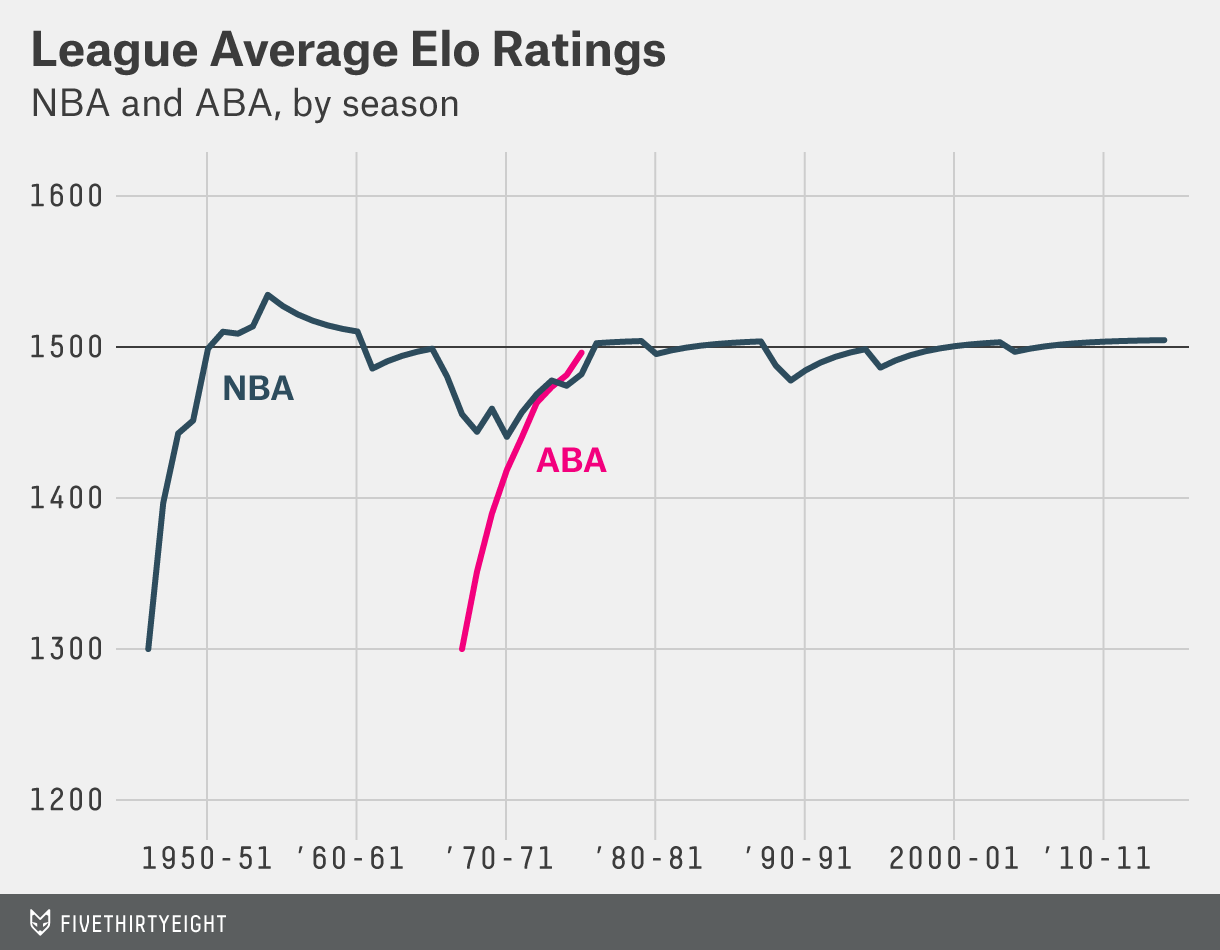 League Average Elo Ratings
NBA and ABA, by season
1600
1500
NBA
ABA
1400
1300
1200
1950-51 ’60-61 ’70-71 ’80-81 ’90-91 2000-01 ’10-11
FIVETHIRTYEIGHT